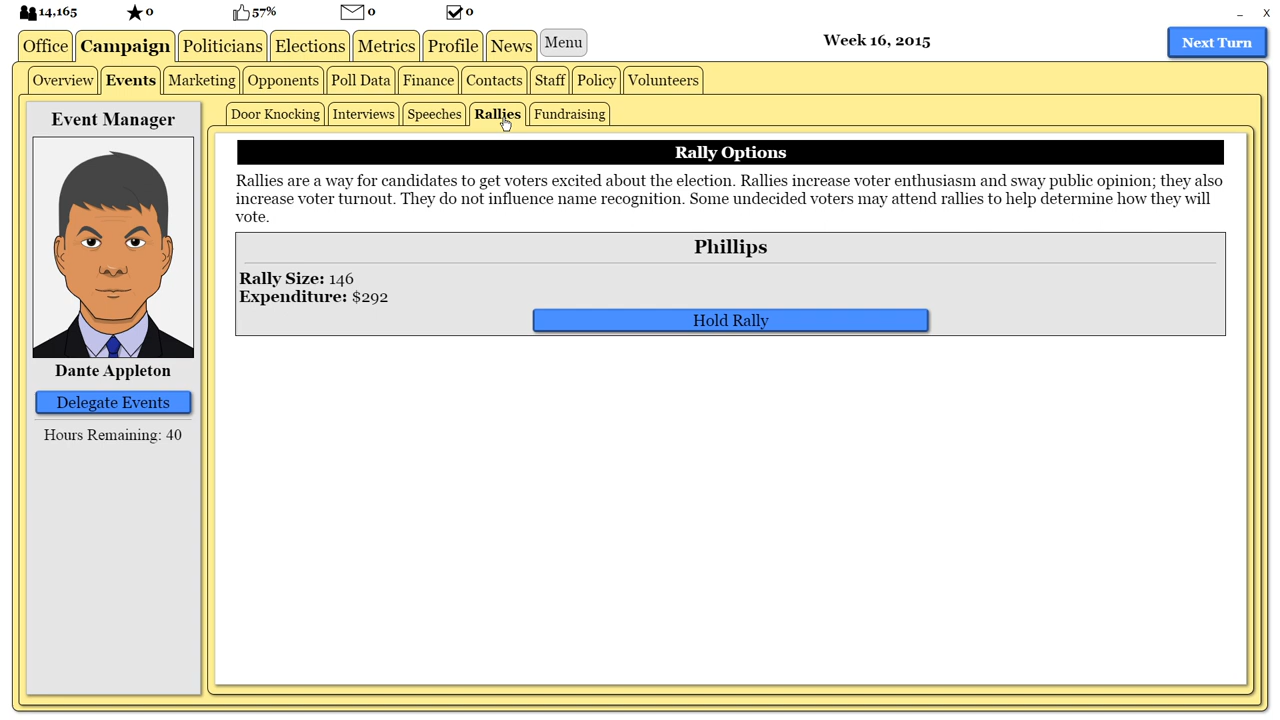 14,165 0 57% 0 0
_ X
Office Campaign Politicians Elections Metrics Profile News Menu
Week 16, 2015
Next Turn
Overview Events Marketing Opponents Poll Data Finance Contacts Staff Policy Volunteers
Event Manager
Dante Appleton
Delegate Events
Hours Remaining: 40
Door Knocking Interviews Speeches Rallies Fundraising
Rally Options
Rallies are a way for candidates to get voters excited about the election. Rallies increase voter enthusiasm and sway public opinion; they also
increase voter turnout. They do not influence name recognition. Some undecided voters may attend rallies to help determine how they will
vote.
Phillips
Rally Size: 146
Expenditure: $292
Hold Rally